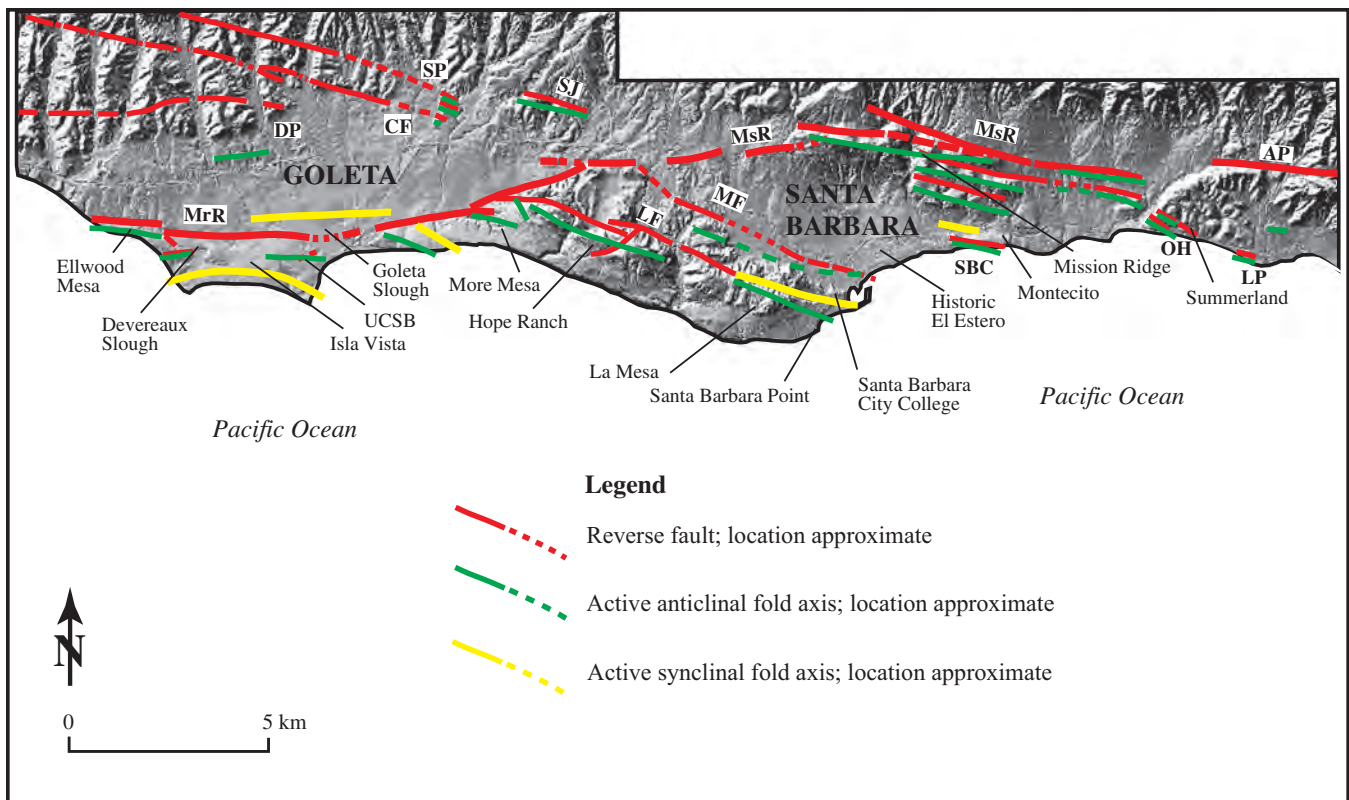 SP
SJ
DP
CF
MsR
MsR
AP
GOLETA
MF
SANTA
BARBARA
MrR
LF
OH
LP
SBC
Ellwood
Mesa
Devereaux
Slough
Isla Vista
UCSB
Goleta
Slough
More Mesa
Hope Ranch
La Mesa
Santa Barbara Point
Santa Barbara
City College
Historic
El Estero
Montecito
Mission Ridge
Summerland
Pacific Ocean
Pacific Ocean
Legend
Reverse fault; location approximate
Active anticlinal fold axis; location approximate
Active synclinal fold axis; location approximate
N
0
5 km